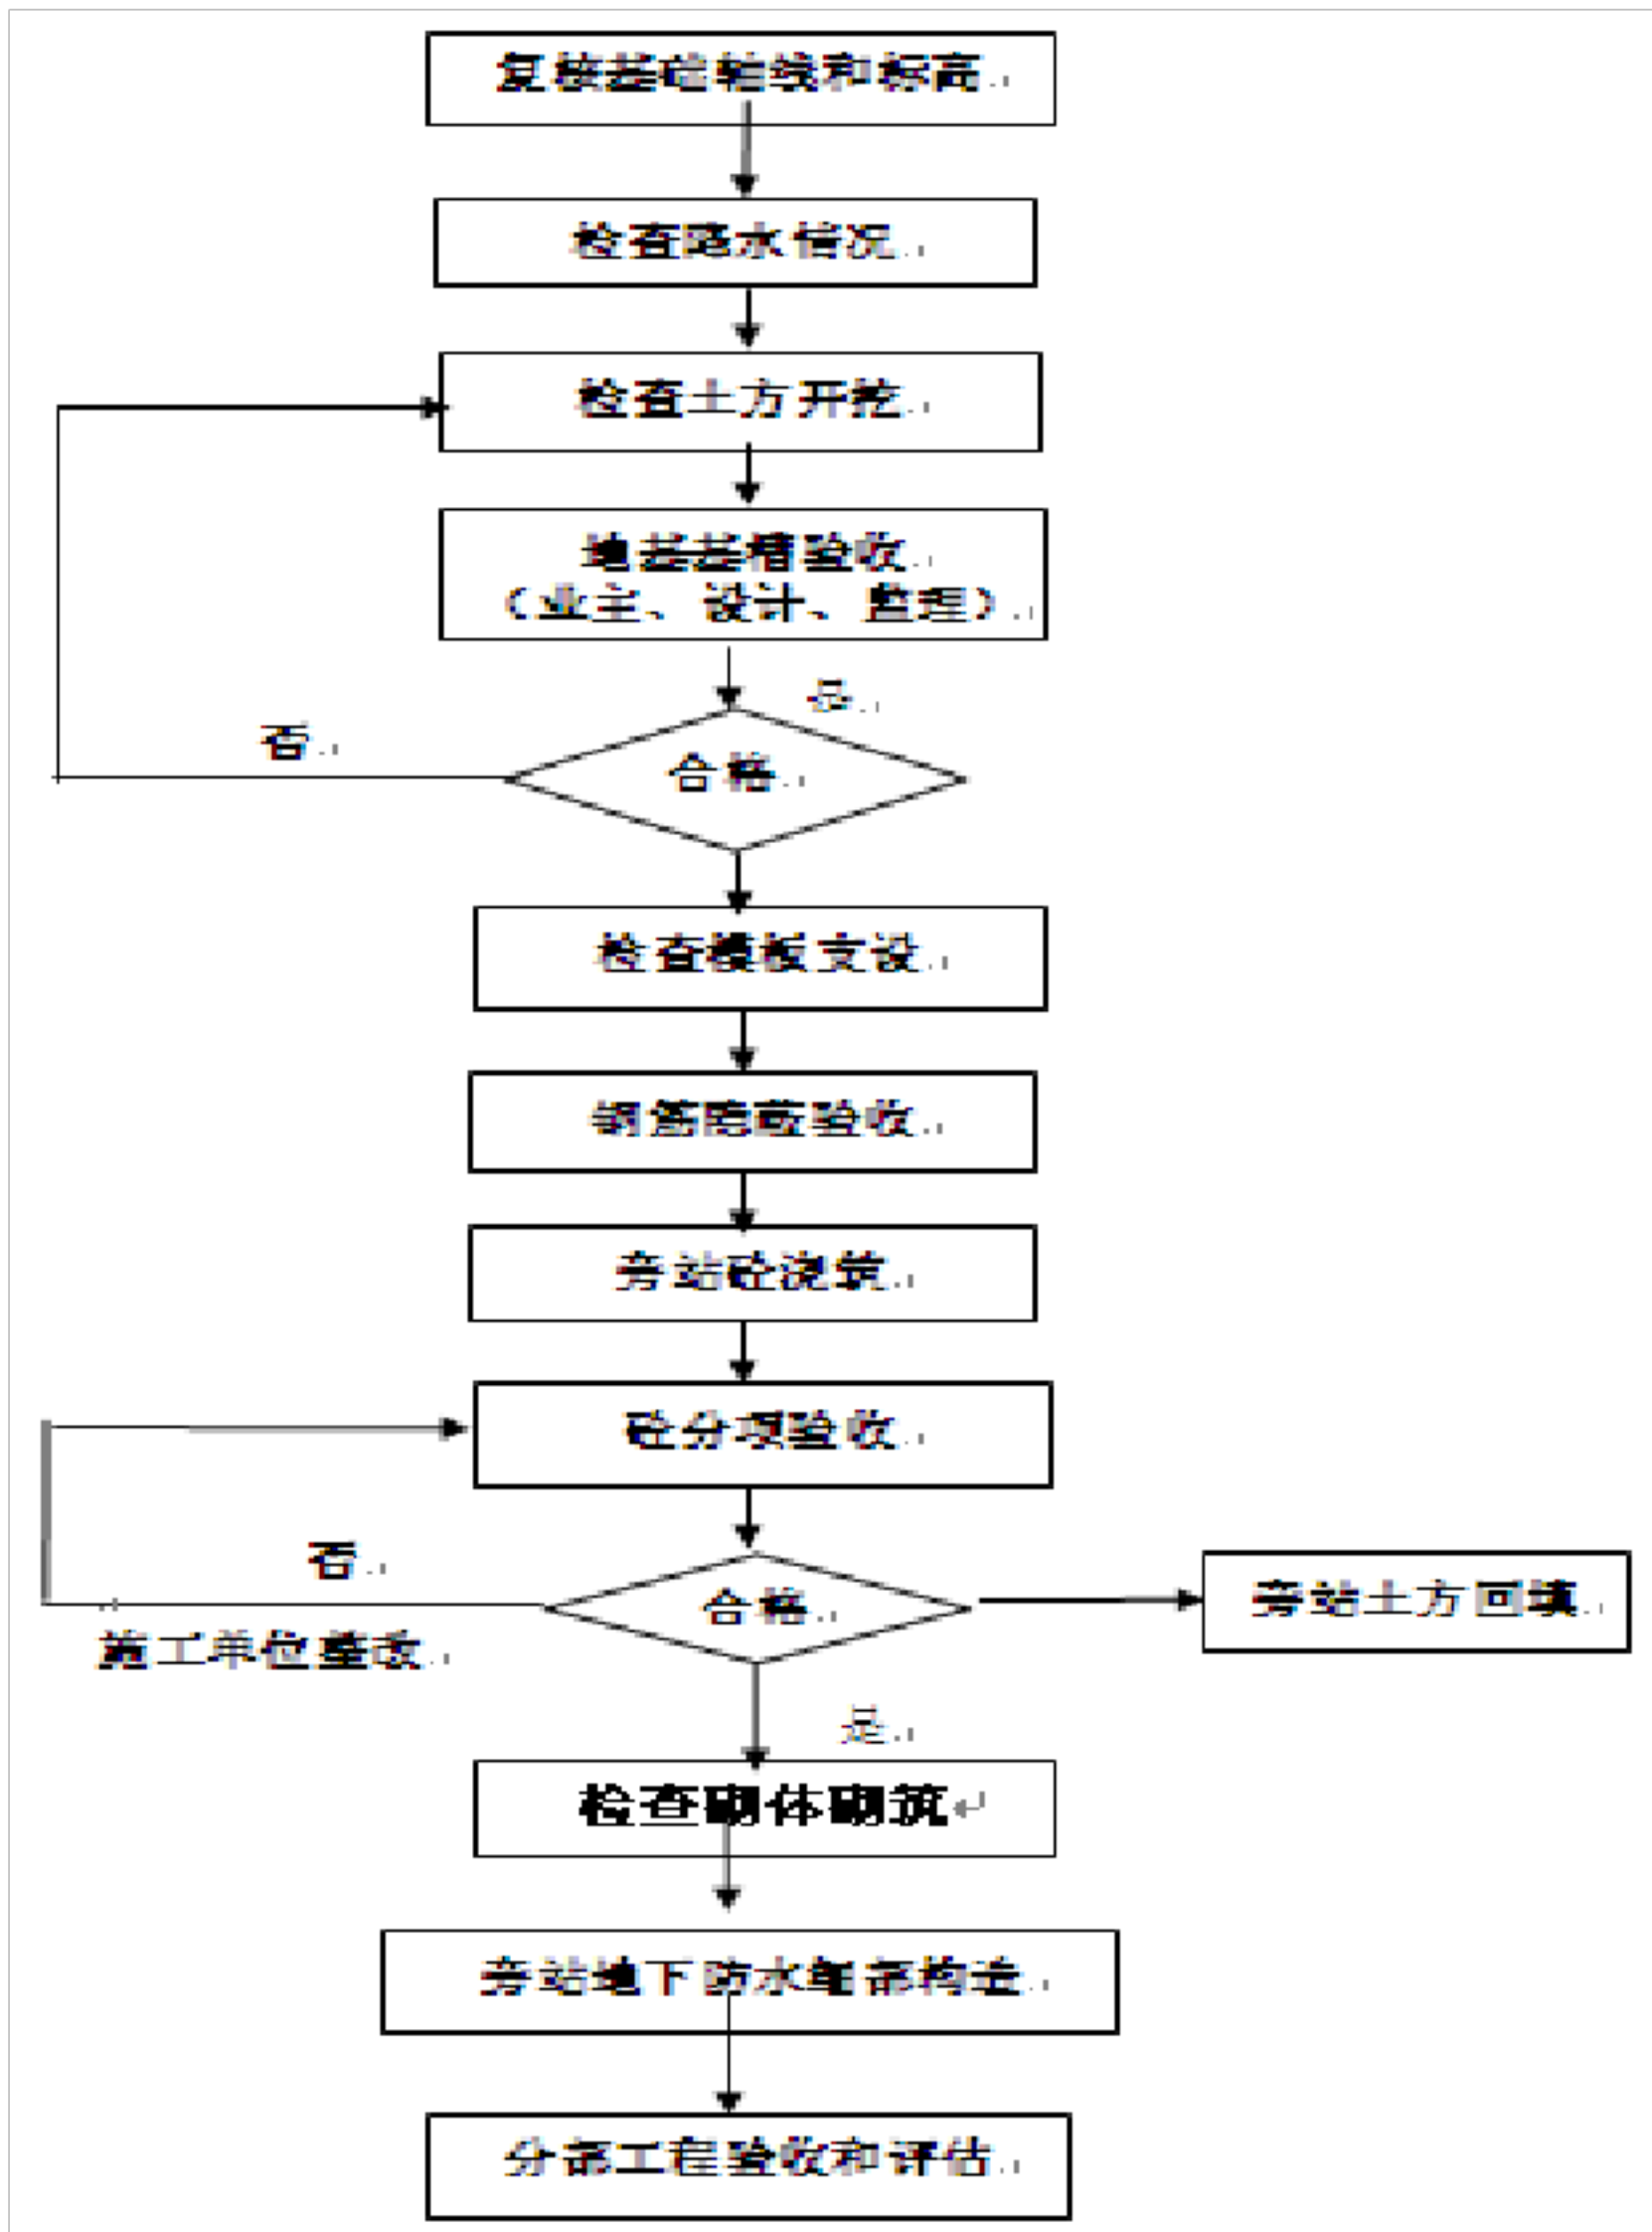 复核基础轴线和标高
检查降水情况
检查土方开挖
地基基槽验收
（业主、设计、监理）
是
否
合格
检查模板支设
钢筋隐蔽验收
旁站砼浇筑
砼分项验收
否
合格
旁站土方回填
施工单位整改
是
检查砌体砌筑
旁站地下防水细部构造
分部工程验收和评估